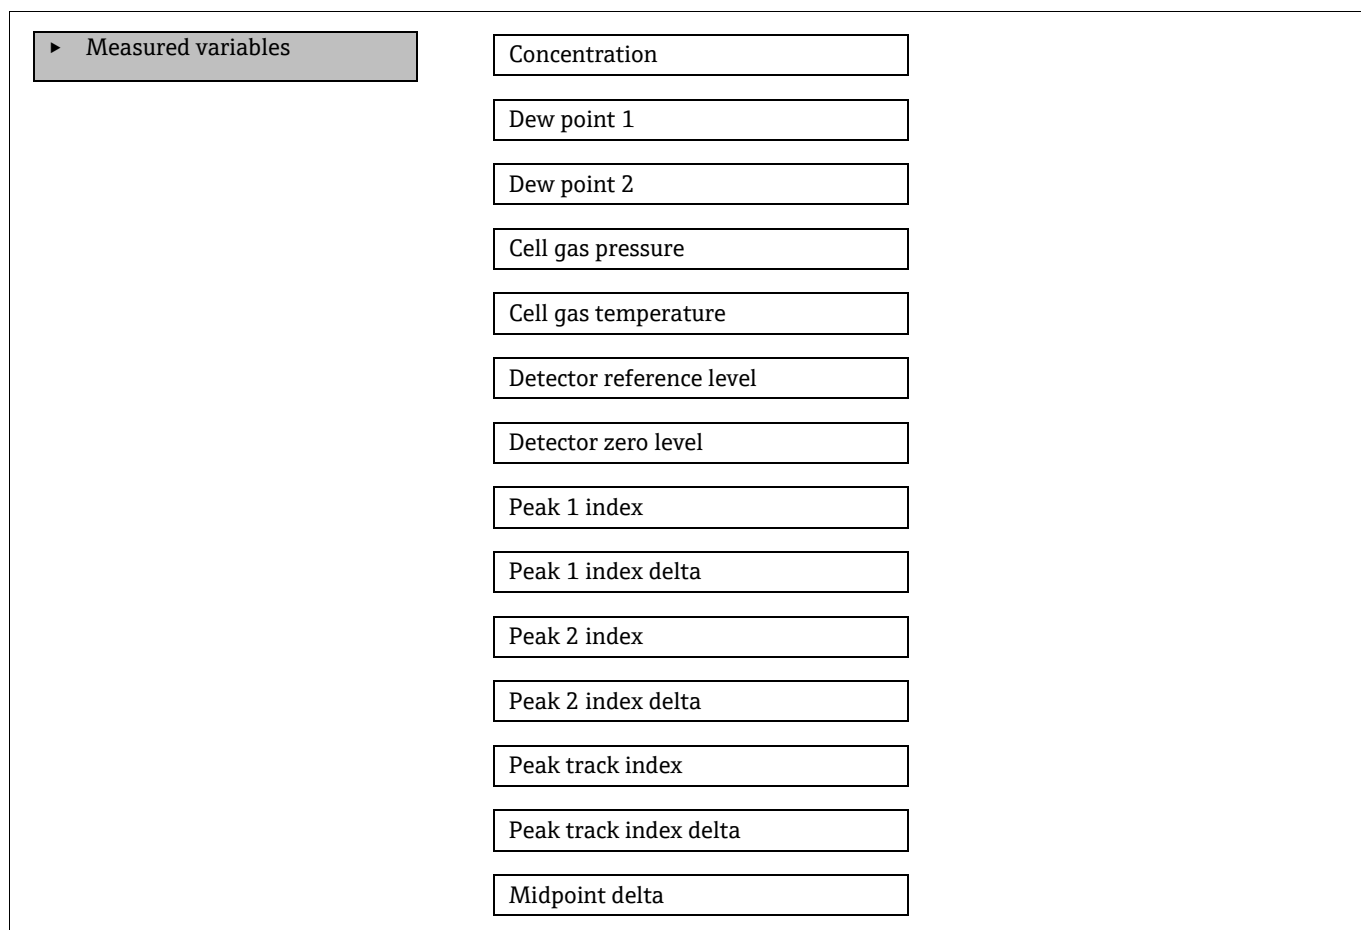 ▸ Measured variables
Concentration
Dew point 1
Dew point 2
Cell gas pressure
Cell gas temperature
Detector reference level
Detector zero level
Peak 1 index
Peak 1 index delta
Peak 2 index
Peak 2 index delta
Peak track index
Peak track index delta
Midpoint delta